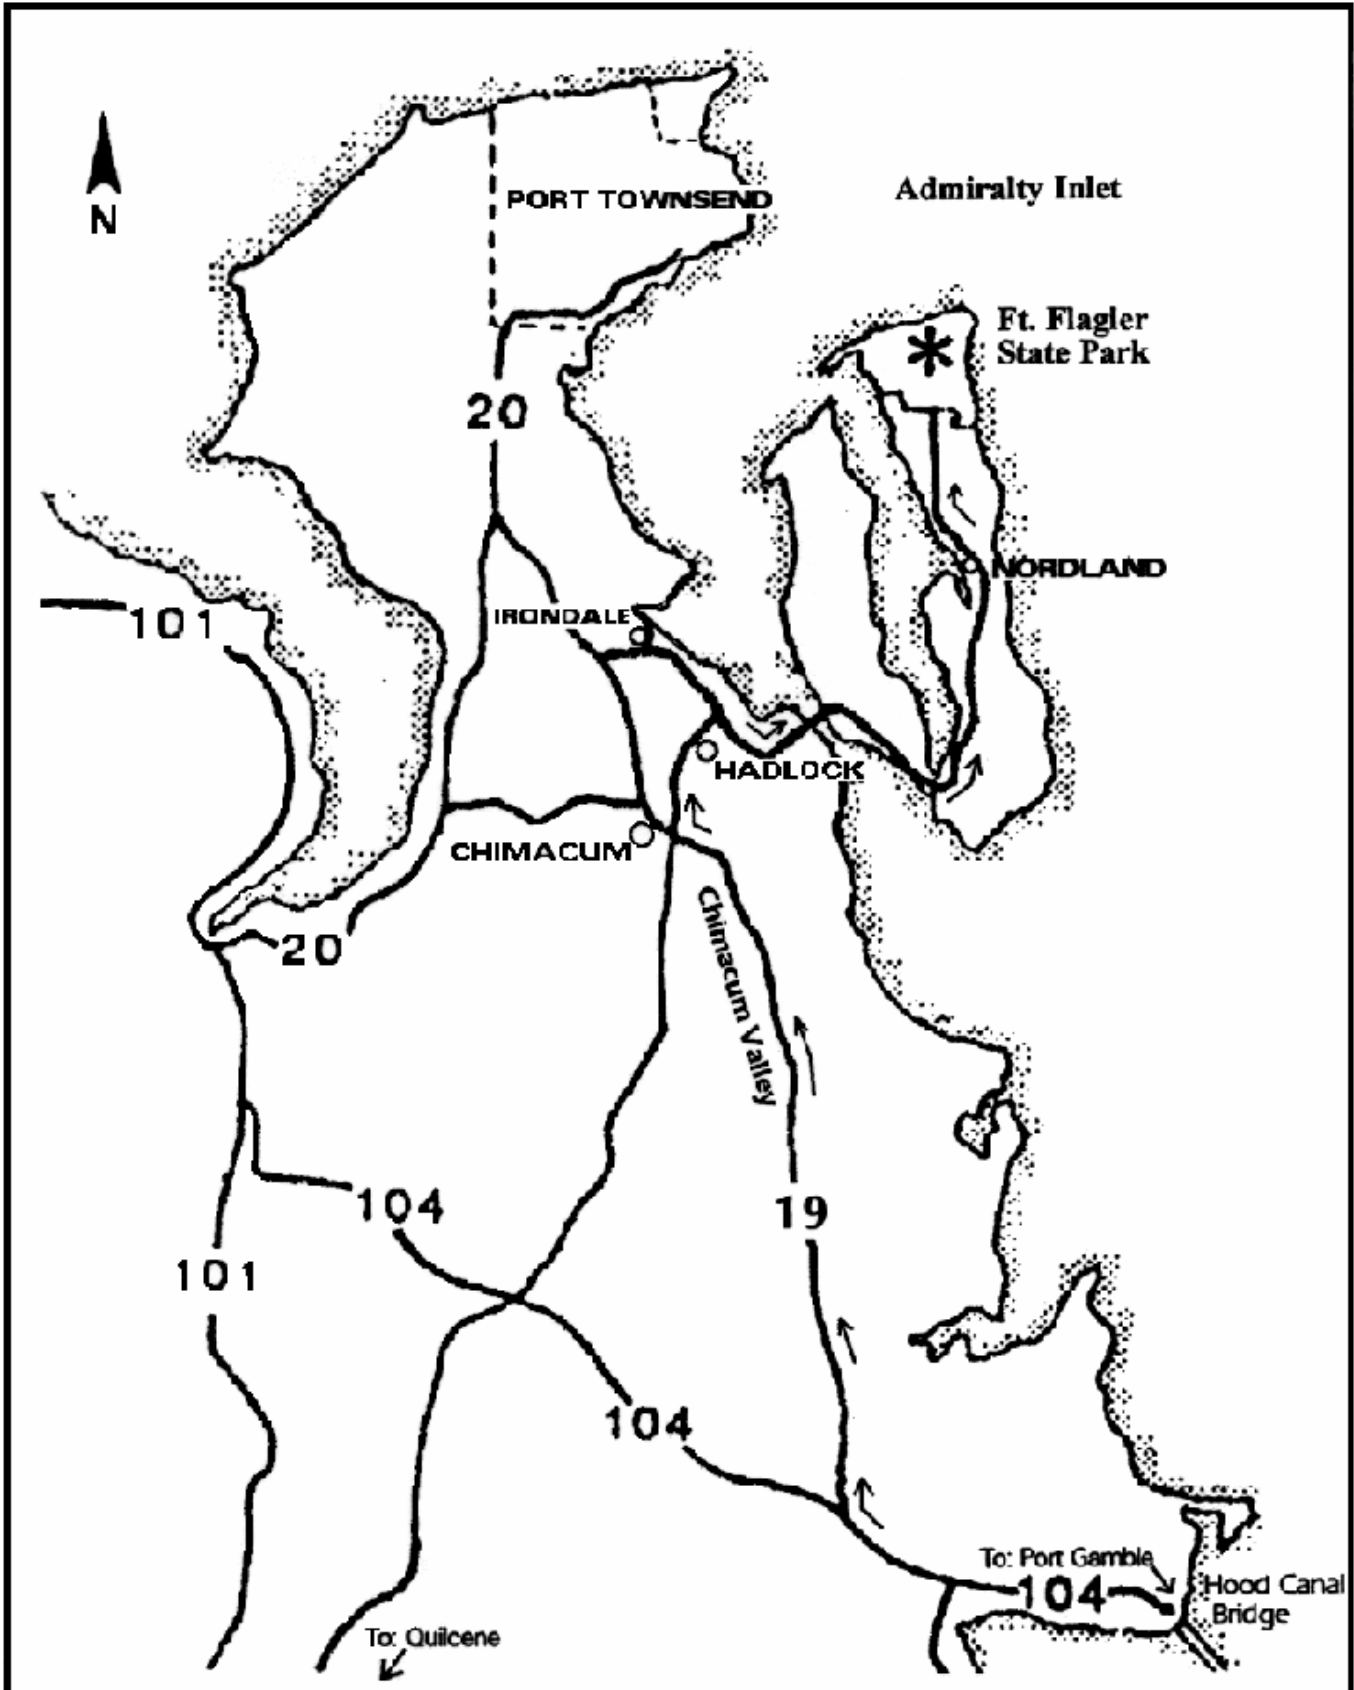 N
PORT TOWNSEND
Admiralty Inlet
Ft. Flagler
State Park
20
NORDLAND
101
IRONDALE
HADLOCK
CHIMACUM
20
Chimacum Valley
104
19
101
104
To: Port Gamble
104
Hood Canal
Bridge
To: Quilcene